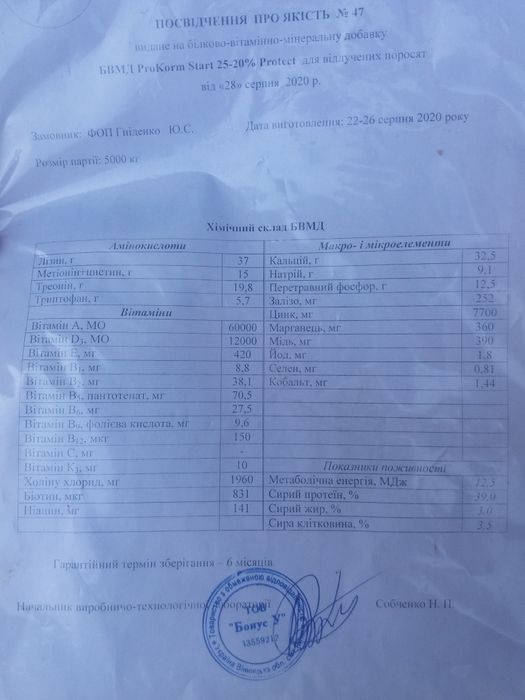 ПОСВІДЧЕННЯ ПРО ЯКІСТЬ № 47
видане на білково-вітамінно-мінеральну добавку
БВМД ProKorm Start 25-20% Protect для відлучених поросят
від «28» серпня 2020 р.
Замовник: ФОП Гніденко Ю.С. Дата виготовлення: 22-26 серпня 2020 року
Розмір партії: 5000 кг
Хімічний склад БВМД
Амінокислоти Макро- і мікроелементи
Лізин, г 37 Кальцій, г 32,5
Метіонін+цистин, г 15 Натрій, г 9,1
Треонін, г 19,8 Перетравний фосфор, г 12,5
Триптофан, г 5,7 Залізо, мг 252
Вітаміни Цинк, мг 7700
Вітамін А, МО 60000 Марганець, мг 360
Вітамін D3, МО 12000 Мідь, мг 390
Вітамін Е, мг 420 Йод, мг 1,8
Вітамін В1, мг 8,8 Селен, мг 0,81
Вітамін В2, мг 38,1 Кобальт, мг 1,44
Вітамін В5, пантотенат, мг 70,5
Вітамін В6, мг 27,5
Вітамін В9, фолієва кислота, мг 9,6
Вітамін В12, мкг 150
Вітамін С, мг -
Вітамін К3, мг 10 Показники поживності
Холіну хлорид, мг 1960 Метаболічна енергія, МДж 12,5
Біотин, мкг 831 Сирий протеїн, % 39,0
Ніацин, мг 141 Сирий жир, % 3,0
Сира клітковина, % 3,5
Гарантійний термін зберігання – 6 місяців
Начальник виробничо-технологічної лабораторії Собченко Н. П
Товариство з обмеженою
ТОВ
"Бонус У"
13559217
Україна Вінницька обл.